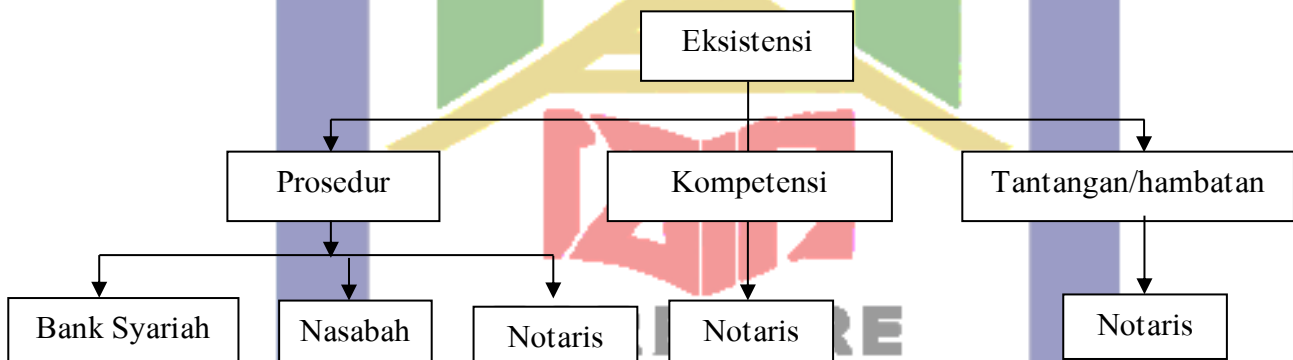 Eksistensi
Prosedur
Kompetensi
Tantangan/hambatan
Bank Syariah
Nasabah
Notaris
Notaris
Notaris